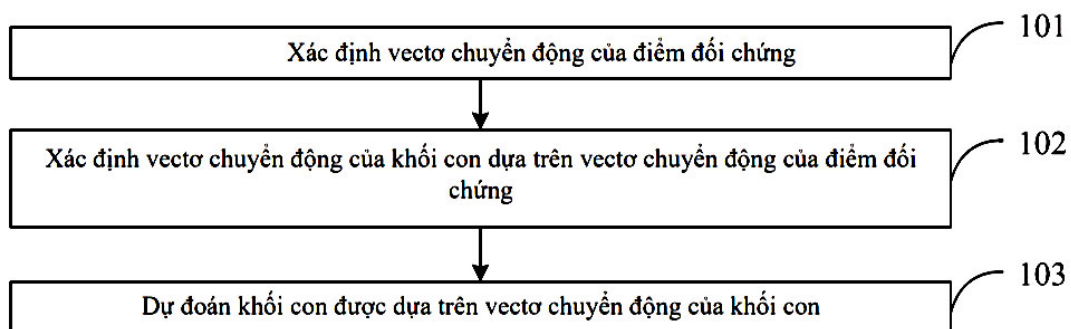 Xác định vectơ chuyển động của điểm đối chứng
101
Xác định vectơ chuyển động của khối con dựa trên vectơ chuyển động của điểm đối
chứng
102
Dự đoán khối con được dựa trên vectơ chuyển động của khối con
103